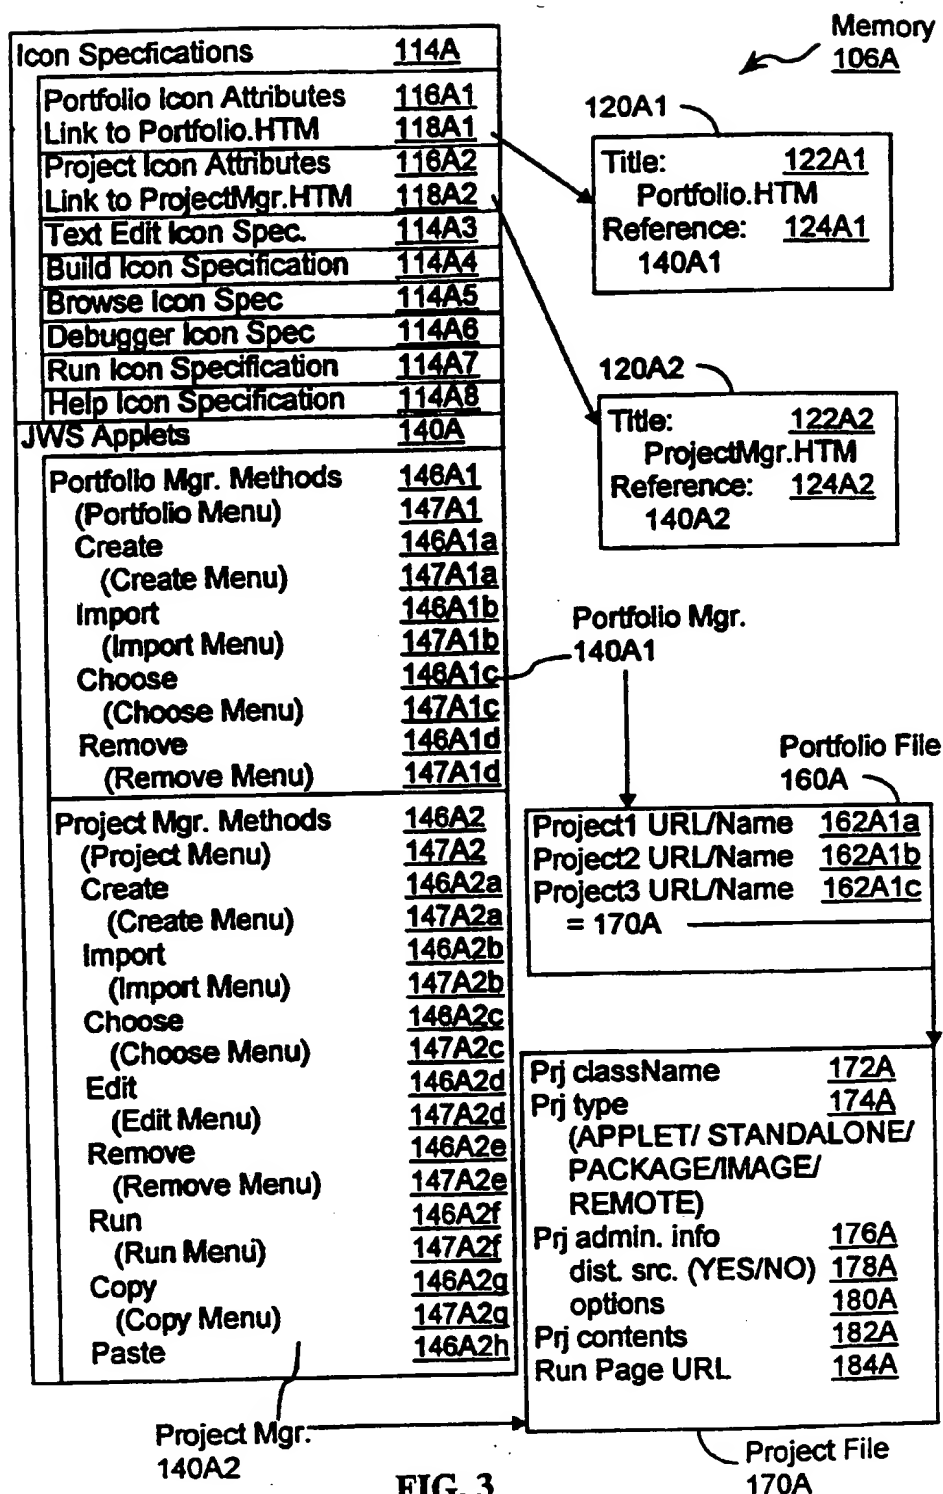 Memory
106A
Icon Specfications 114A
Portfolio Icon Attributes 116A1
Link to Portfolio.HTM 118A1
Project Icon Attributes 116A2
Link to ProjectMgr.HTM 118A2
Text Edit Icon Spec. 114A3
Build Icon Specification 114A4
Browse Icon Spec 114A5
Debugger Icon Spec 114A6
Run Icon Specification 114A7
Help Icon Specification 114A8
JWS Applets 140A
Portfolio Mgr. Methods 146A1
(Portfolio Menu) 147A1
Create 146A1a
(Create Menu) 147A1a
Import 146A1b
(Import Menu) 147A1b
Choose 146A1c
(Choose Menu) 147A1c
Remove 146A1d
(Remove Menu) 147A1d
Project Mgr. Methods 146A2
(Project Menu) 147A2
Create 146A2a
(Create Menu) 147A2a
Import 146A2b
(Import Menu) 147A2b
Choose 146A2c
(Choose Menu) 147A2c
Edit 146A2d
(Edit Menu) 147A2d
Remove 146A2e
(Remove Menu) 147A2e
Run 146A2f
(Run Menu) 147A2f
Copy 146A2g
(Copy Menu) 147A2g
Paste 146A2h
Project Mgr.
140A2
120A1
Title: 122A1
Portfolio.HTM
Reference: 124A1
140A1
120A2
Title: 122A2
ProjectMgr.HTM
Reference: 124A2
140A2
Portfolio Mgr.
140A1
Portfolio File
160A
Project1 URL/Name 162A1a
Project2 URL/Name 162A1b
Project3 URL/Name 162A1c
= 170A
Prj className 172A
Prj type 174A
(APPLET/ STANDALONE/
PACKAGE/IMAGE/
REMOTE)
Prj admin. info 176A
dist. src. (YES/NO) 178A
options 180A
Prj contents 182A
Run Page URL 184A
Project File
170A
FIG. 3